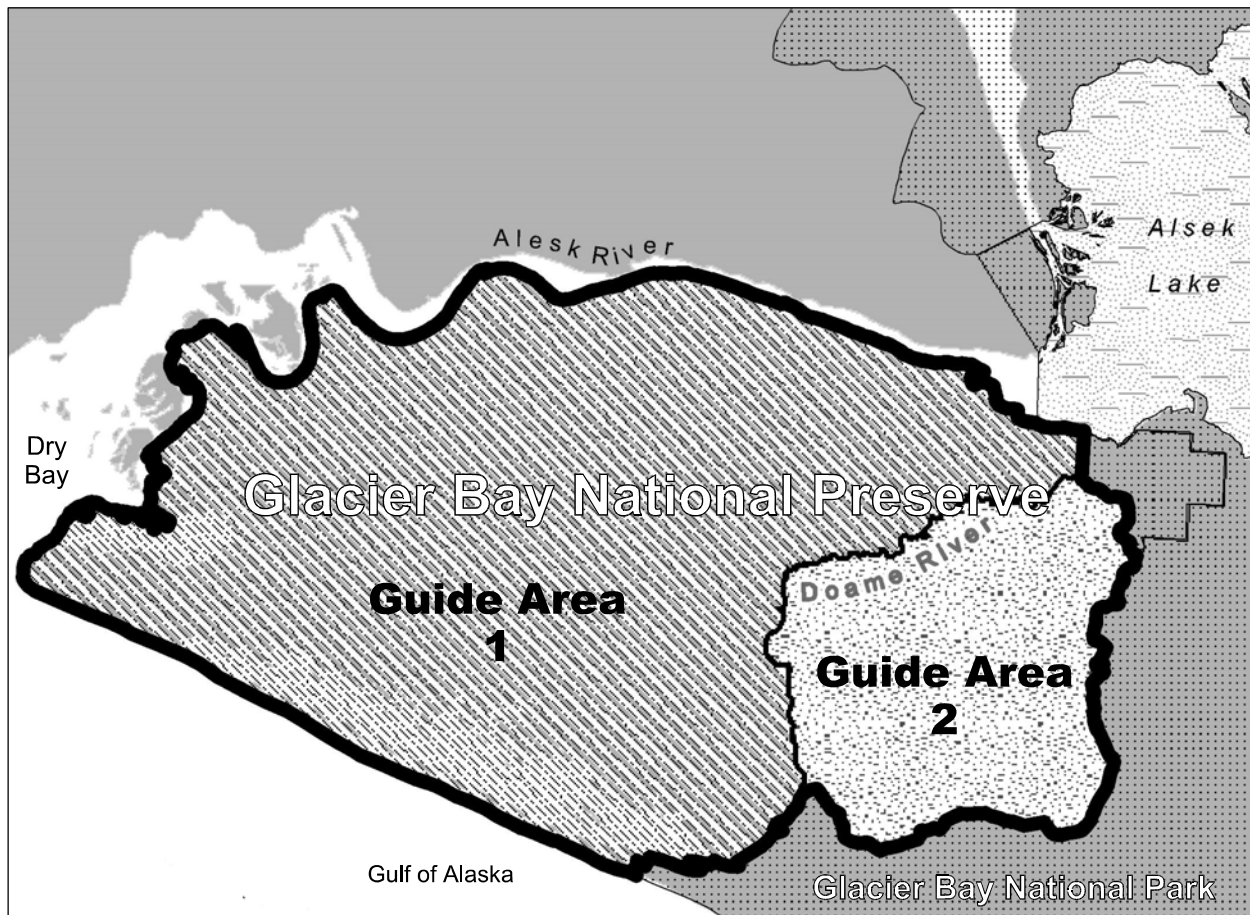 Alesk River
Alsek
Lake
Dry
Bay
Glacier Bay National Preserve
Doame River
Guide Area
1
Guide Area
2
Gulf of Alaska
Glacier Bay National Park